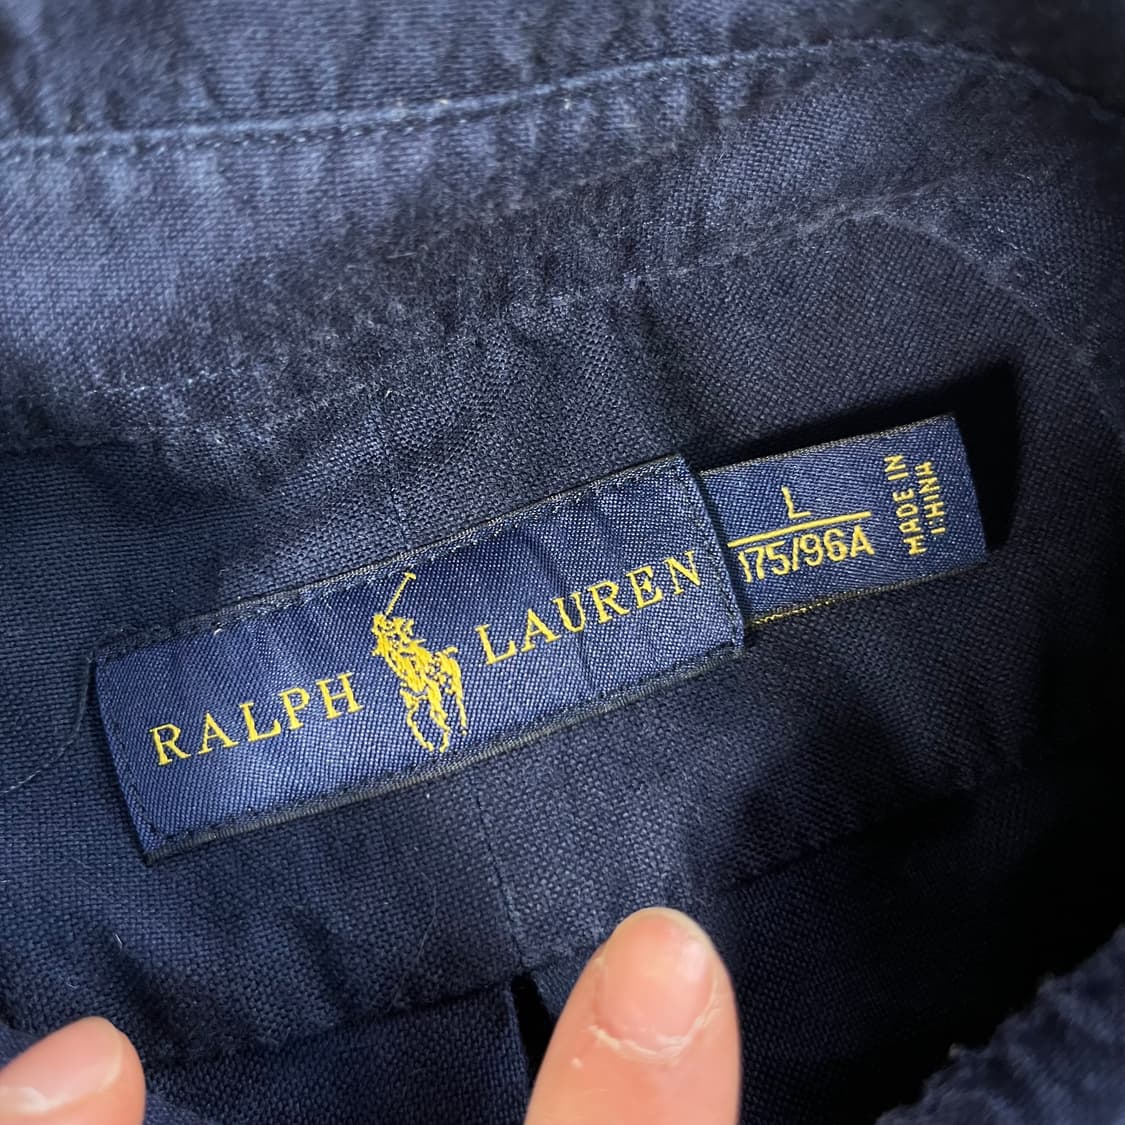 RALPH LAUREN
L
175/96A
MADE IN
CHINA